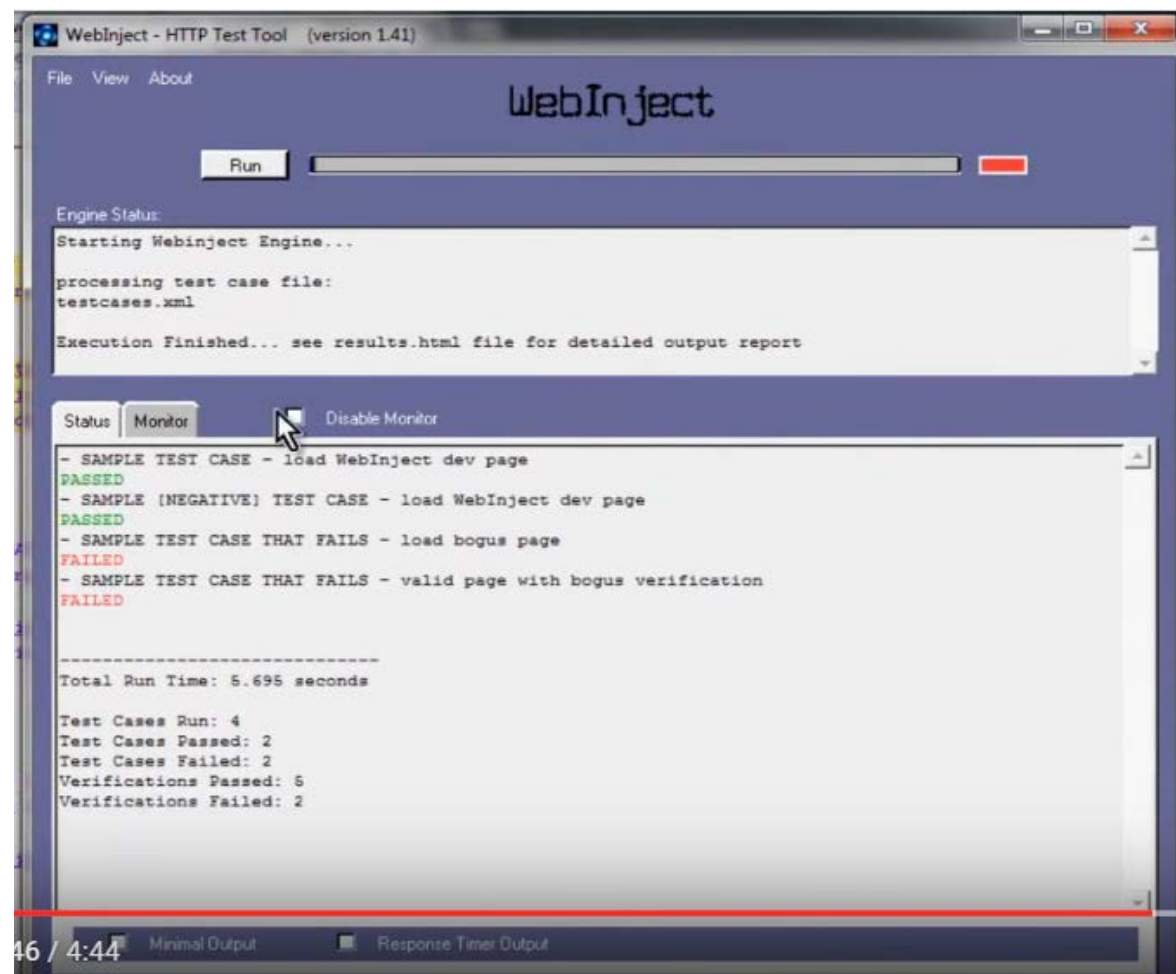 WebInject - HTTP Test Tool (version 1.41)
File View About
WebInject
Run
Engine Status:
Starting Webinject Engine...
processing test case file:
testcases.xml
Execution Finished... see results.html file for detailed output report
Status Monitor Disable Monitor
- SAMPLE TEST CASE - load WebInject dev page
PASSED
- SAMPLE [NEGATIVE] TEST CASE - load WebInject dev page
PASSED
- SAMPLE TEST CASE THAT FAILS - load bogus page
FAILED
- SAMPLE TEST CASE THAT FAILS - valid page with bogus verification
FAILED
------------------------------
Total Run Time: 5.695 seconds
Test Cases Run: 4
Test Cases Passed: 2
Test Cases Failed: 2
Verifications Passed: 5
Verifications Failed: 2
46 / 4:44 Minimal Output Response Timer Output